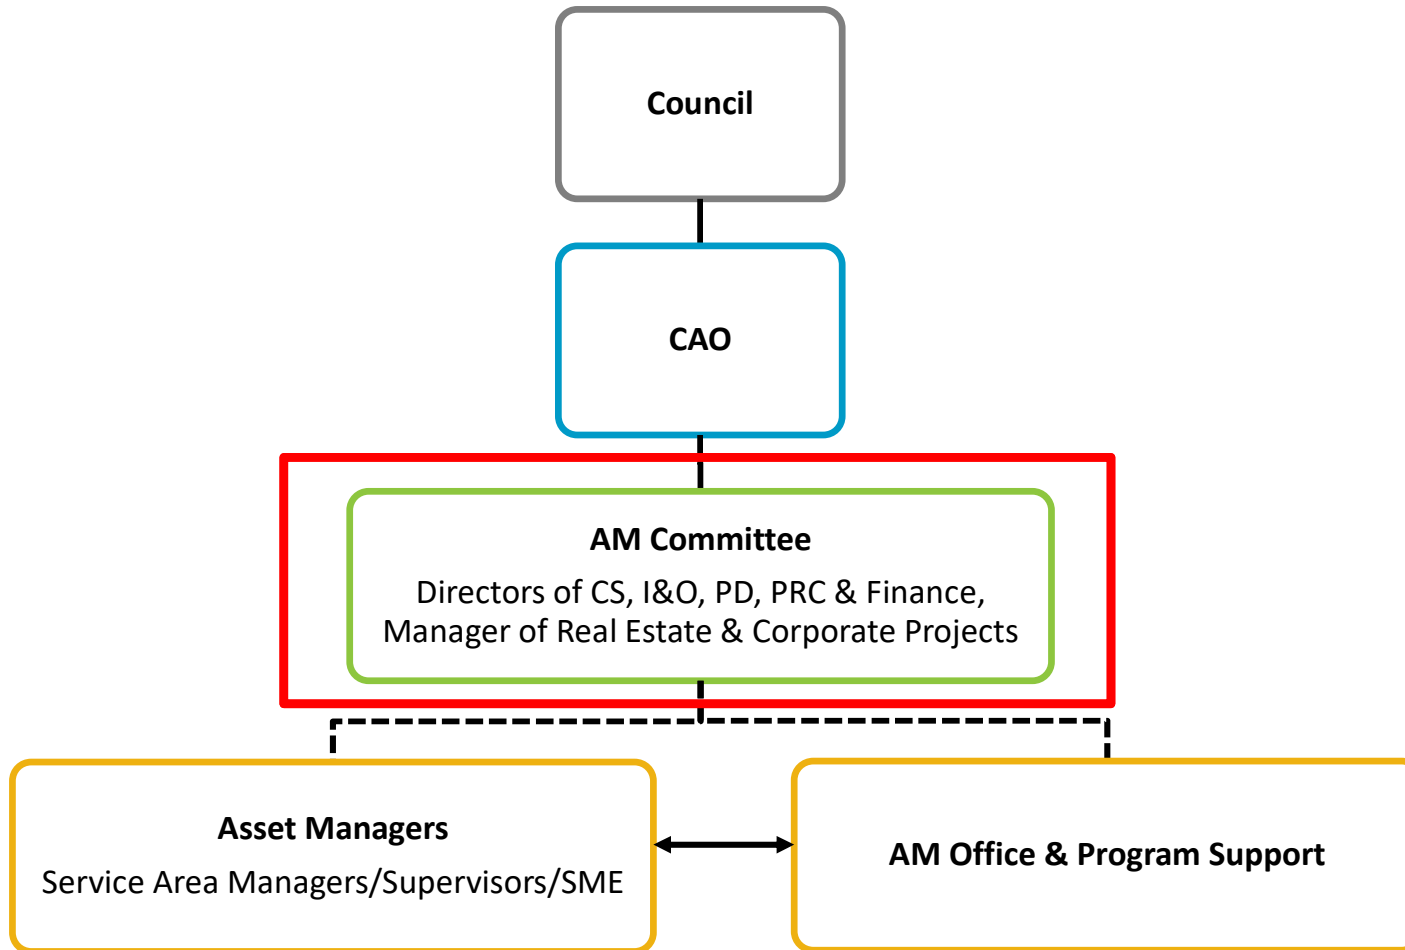 Council
CAO
AM Committee
Directors of CS, I&O, PD, PRC & Finance,
Manager of Real Estate & Corporate Projects
Asset Managers
Service Area Managers/Supervisors/SME
AM Office & Program Support